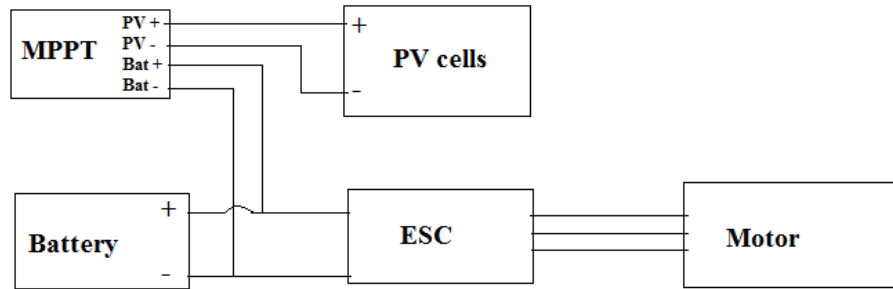 MPPT
PV +
PV -
Bat +
Bat -
+
-
PV cells
Battery
+
-
ESC
Motor